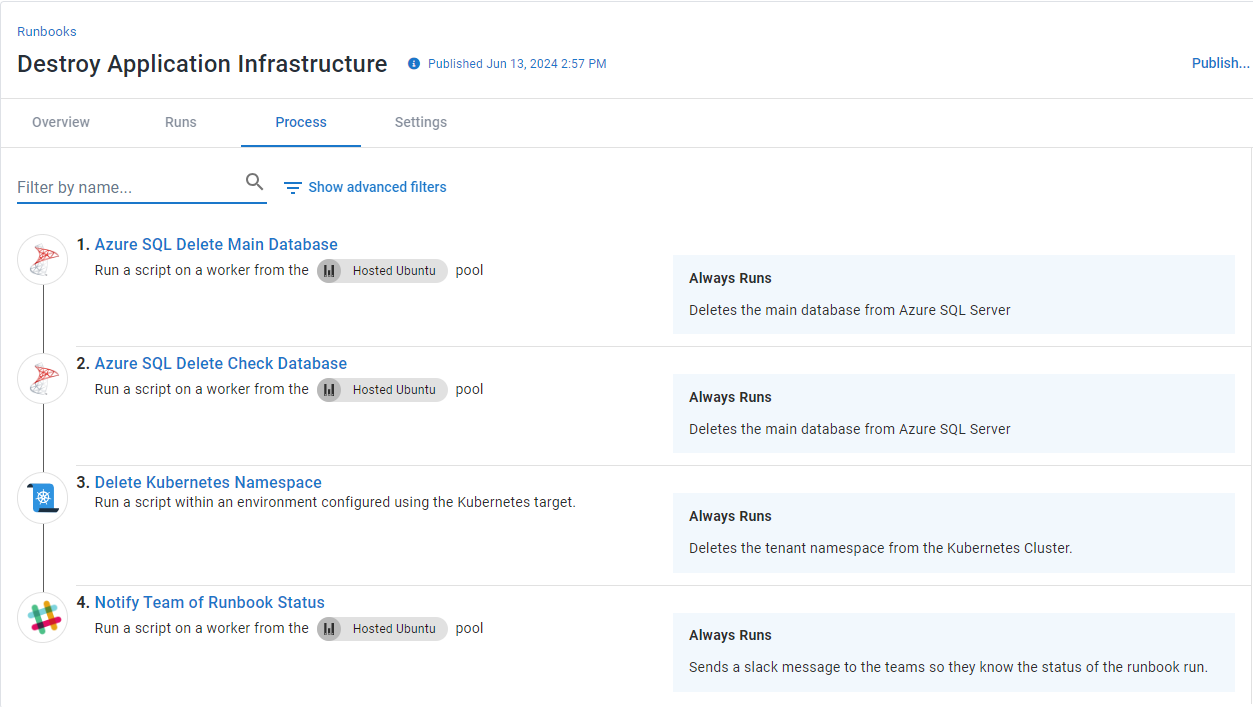 Runbooks
Destroy Application Infrastructure Published Jun 13, 2024 2:57 PM Publish...
Overview Runs Process Settings
Filter by name... Show advanced filters
1. Azure SQL Delete Main Database
Run a script on a worker from the Hosted Ubuntu pool
Always Runs
Deletes the main database from Azure SQL Server
2. Azure SQL Delete Check Database
Run a script on a worker from the Hosted Ubuntu pool
Always Runs
Deletes the main database from Azure SQL Server
3. Delete Kubernetes Namespace
Run a script within an environment configured using the Kubernetes target.
Always Runs
Deletes the tenant namespace from the Kubernetes Cluster.
4. Notify Team of Runbook Status
Run a script on a worker from the Hosted Ubuntu pool
Always Runs
Sends a slack message to the teams so they know the status of the runbook run.